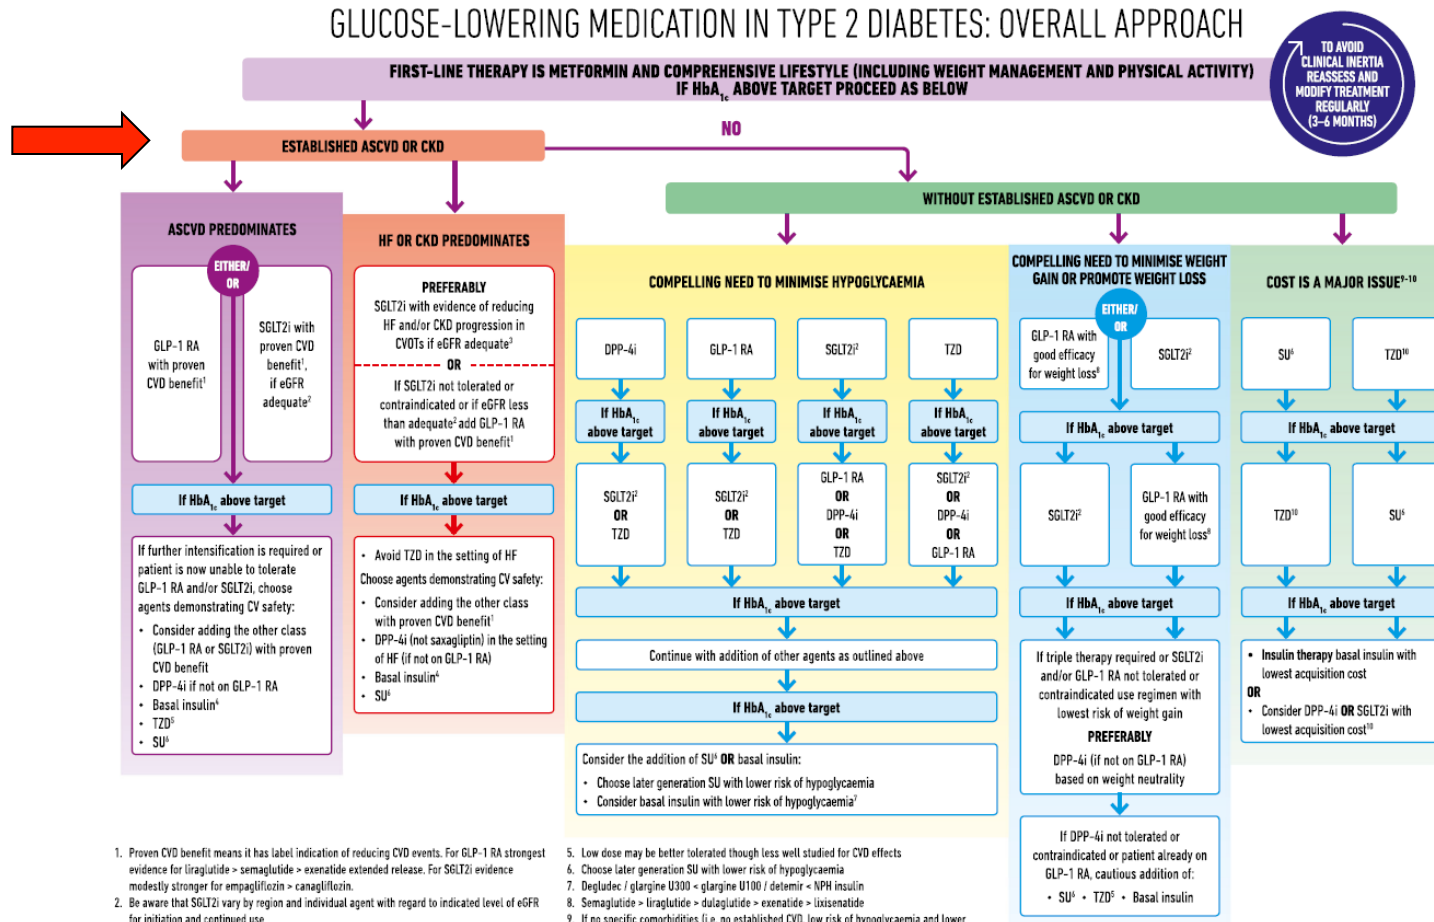 GLUCOSE-LOWERING MEDICATION IN TYPE 2 DIABETES: OVERALL APPROACH
TO AVOID
CLINICAL INERTIA
REASSESS AND
MODIFY TREATMENT
REGULARLY
(3–6 MONTHS)
FIRST-LINE THERAPY IS METFORMIN AND COMPREHENSIVE LIFESTYLE (INCLUDING WEIGHT MANAGEMENT AND PHYSICAL ACTIVITY)
IF HbA1c ABOVE TARGET PROCEED AS BELOW
NO
ESTABLISHED ASCVD OR CKD
WITHOUT ESTABLISHED ASCVD OR CKD
ASCVD PREDOMINATES
EITHER/
OR
GLP-1 RA
with proven
CVD benefit¹
SGLT2i with
proven CVD
benefit¹,
if eGFR
adequate²
If HbA1c above target
If further intensification is required or
patient is now unable to tolerate
GLP-1 RA and/or SGLT2i, choose
agents demonstrating CV safety:
• Consider adding the other class
(GLP-1 RA or SGLT2i) with proven
CVD benefit
• DPP-4i if not on GLP-1 RA
• Basal insulin⁴
• TZD⁵
• SU⁶
HF OR CKD PREDOMINATES
PREFERABLY
SGLT2i with evidence of reducing
HF and/or CKD progression in
CVOTs if eGFR adequate³
OR
If SGLT2i not tolerated or
contraindicated or if eGFR less
than adequate² add GLP-1 RA
with proven CVD benefit¹
If HbA1c above target
• Avoid TZD in the setting of HF
Choose agents demonstrating CV safety:
• Consider adding the other class
with proven CVD benefit¹
• DPP-4i (not saxagliptin) in the setting
of HF (if not on GLP-1 RA)
• Basal insulin⁴
• SU⁶
COMPELLING NEED TO MINIMISE HYPOGLYCAEMIA
DPP-4i
GLP-1 RA
SGLT2i²
TZD
If HbA1c
above target
If HbA1c
above target
If HbA1c
above target
If HbA1c
above target
SGLT2i²
OR
TZD
SGLT2i²
OR
TZD
GLP-1 RA
OR
DPP-4i
OR
TZD
SGLT2i²
OR
DPP-4i
OR
GLP-1 RA
If HbA1c above target
Continue with addition of other agents as outlined above
If HbA1c above target
Consider the addition of SU⁶ OR basal insulin:
• Choose later generation SU with lower risk of hypoglycaemia
• Consider basal insulin with lower risk of hypoglycaemia⁷
COMPELLING NEED TO MINIMISE WEIGHT
GAIN OR PROMOTE WEIGHT LOSS
EITHER/
OR
GLP-1 RA with
good efficacy
for weight loss⁸
SGLT2i²
If HbA1c above target
SGLT2i²
GLP-1 RA with
good efficacy
for weight loss⁸
If HbA1c above target
If triple therapy required or SGLT2i
and/or GLP-1 RA not tolerated or
contraindicated use regimen with
lowest risk of weight gain
PREFERABLY
DPP-4i (if not on GLP-1 RA)
based on weight neutrality
If DPP-4i not tolerated or
contraindicated or patient already on
GLP-1 RA, cautious addition of:
• SU⁶ • TZD⁵ • Basal insulin
COST IS A MAJOR ISSUE⁹⁻¹⁰
SU⁶
TZD¹⁰
If HbA1c above target
TZD¹⁰
SU⁶
If HbA1c above target
• Insulin therapy basal insulin with
lowest acquisition cost
OR
• Consider DPP-4i OR SGLT2i with
lowest acquisition cost¹⁰
1. Proven CVD benefit means it has label indication of reducing CVD events. For GLP-1 RA strongest
evidence for liraglutide > semaglutide > exenatide extended release. For SGLT2i evidence
modestly stronger for empagliflozin > canagliflozin.
2. Be aware that SGLT2i vary by region and individual agent with regard to indicated level of eGFR
for initiation and continued use
5. Low dose may be better tolerated though less well studied for CVD effects
6. Choose later generation SU with lower risk of hypoglycaemia
7. Degludec / glargine U300 < glargine U100 / detemir < NPH insulin
8. Semaglutide > liraglutide > dulaglutide > exenatide > lixisenatide
9. If no specific comorbidities (i.e. no established CVD, low risk of hypoglycaemia and lower